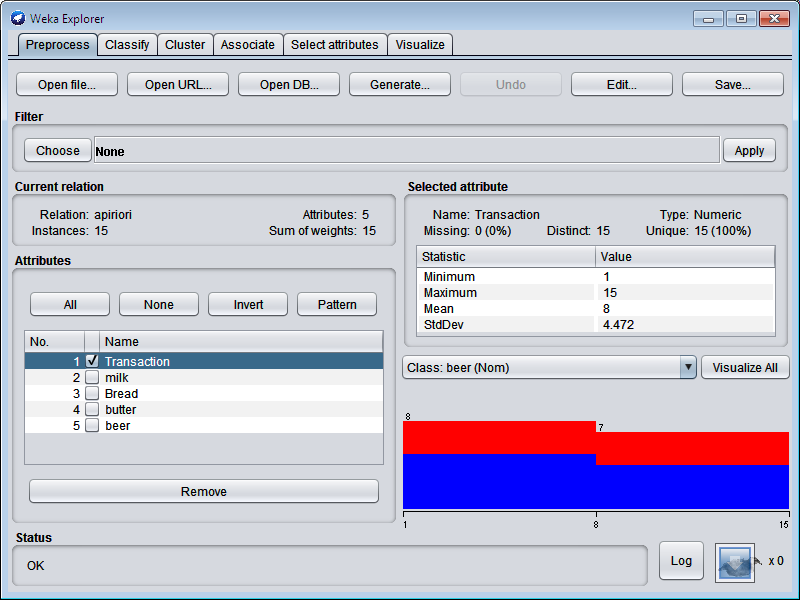 Weka Explorer
Preprocess Classify Cluster Associate Select attributes Visualize
Open file... Open URL... Open DB... Generate... Undo Edit... Save...
Filter
Choose None Apply
Current relation
Relation: apiriori Attributes: 5
Instances: 15 Sum of weights: 15
Selected attribute
Name: Transaction Type: Numeric
Missing: 0 (0%) Distinct: 15 Unique: 15 (100%)
Statistic Value
Minimum 1
Maximum 15
Mean 8
StdDev 4.472
Attributes
All None Invert Pattern
No. Name
1 Transaction
2 milk
3 Bread
4 butter
5 beer
Remove
Class: beer (Nom) Visualize All
8
7
1 8 15
Status
OK
Log x 0